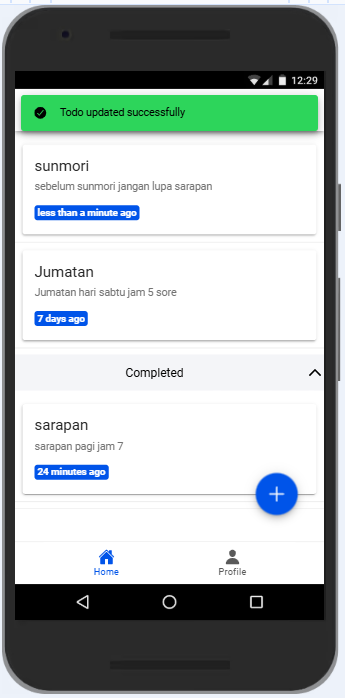 12:29
Todo updated successfully
sunmori
sebelum sunmori jangan lupa sarapan
less than a minute ago
Jumatan
Jumatan hari sabtu jam 5 sore
7 days ago
Completed
sarapan
sarapan pagi jam 7
24 minutes ago
Home
Profile